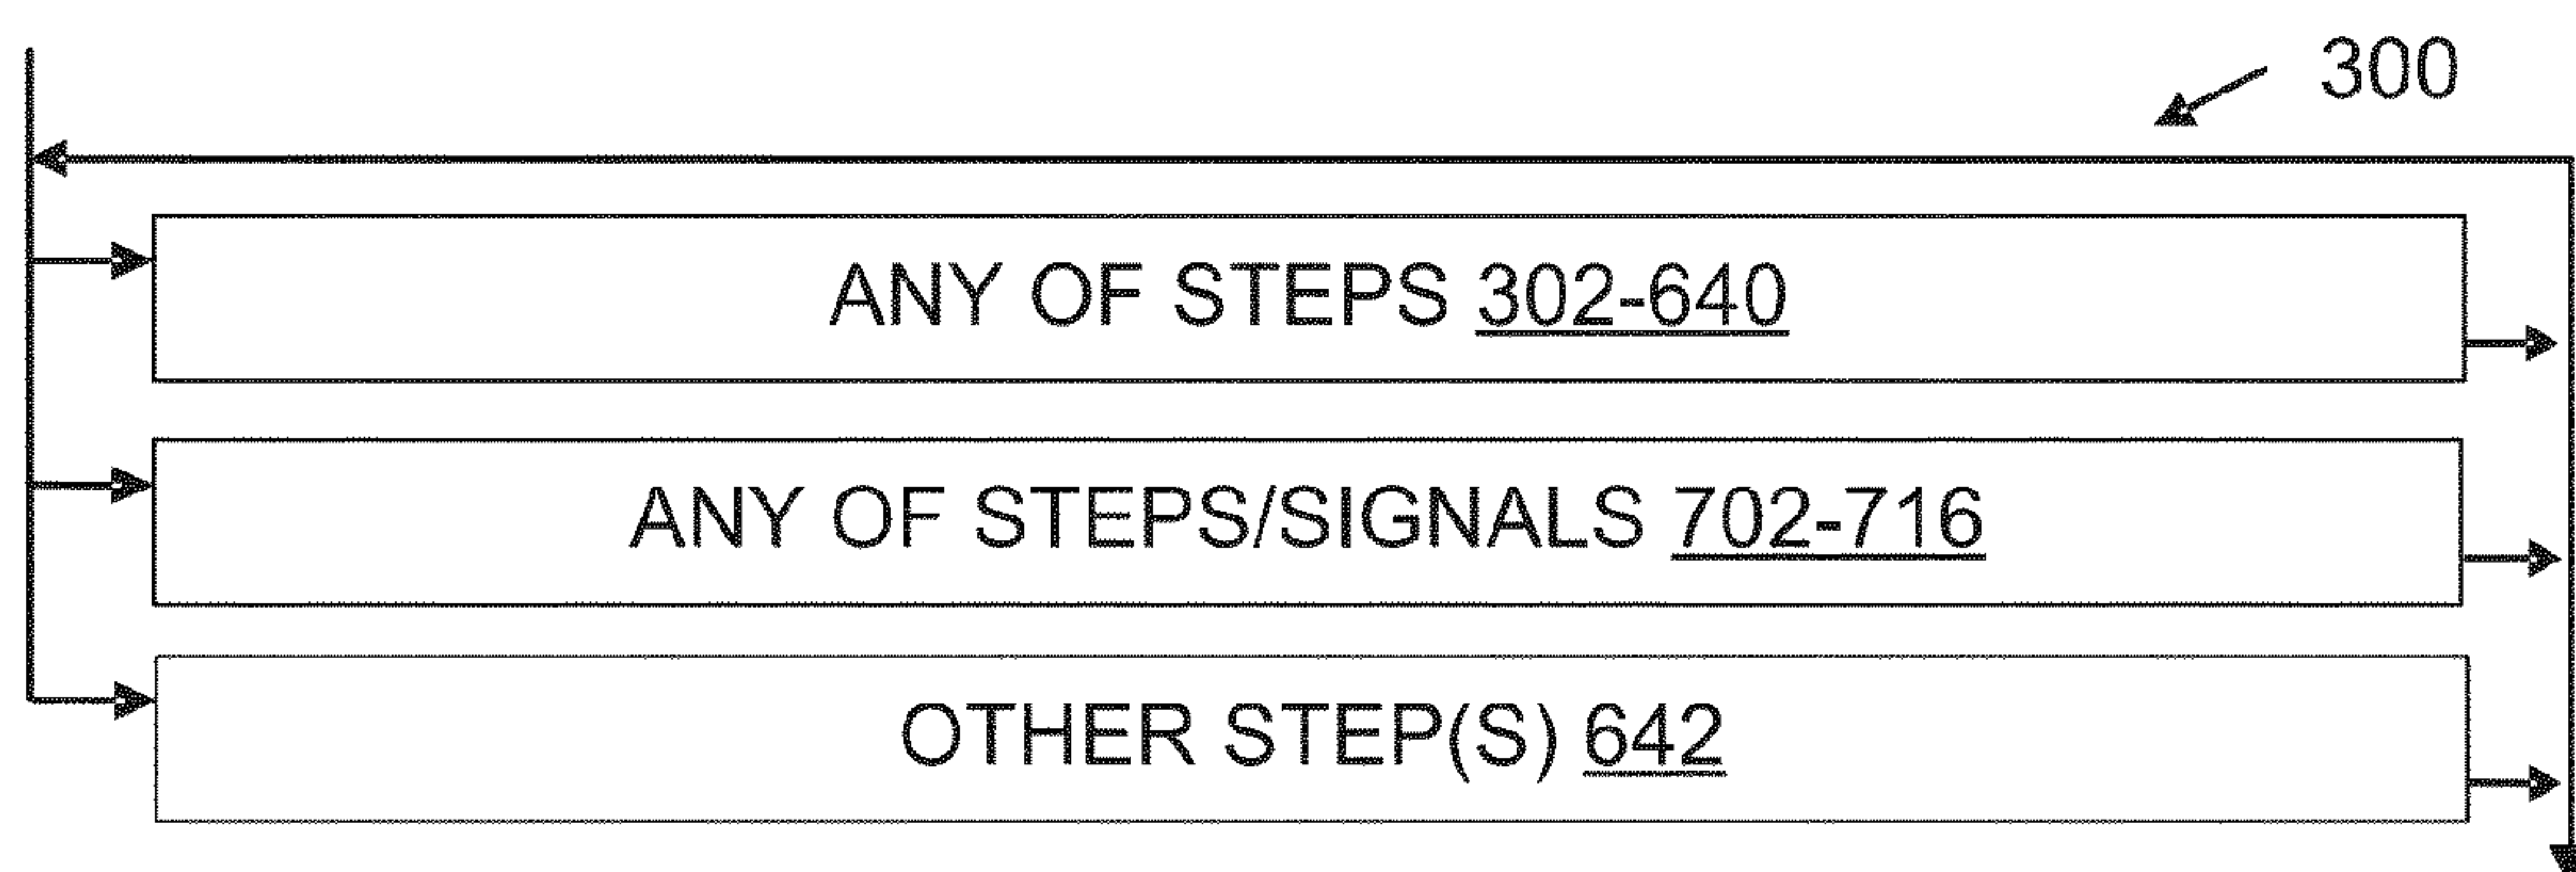 300
ANY OF STEPS 302-640
ANY OF STEPS/SIGNALS 702-716
OTHER STEP(S) 642